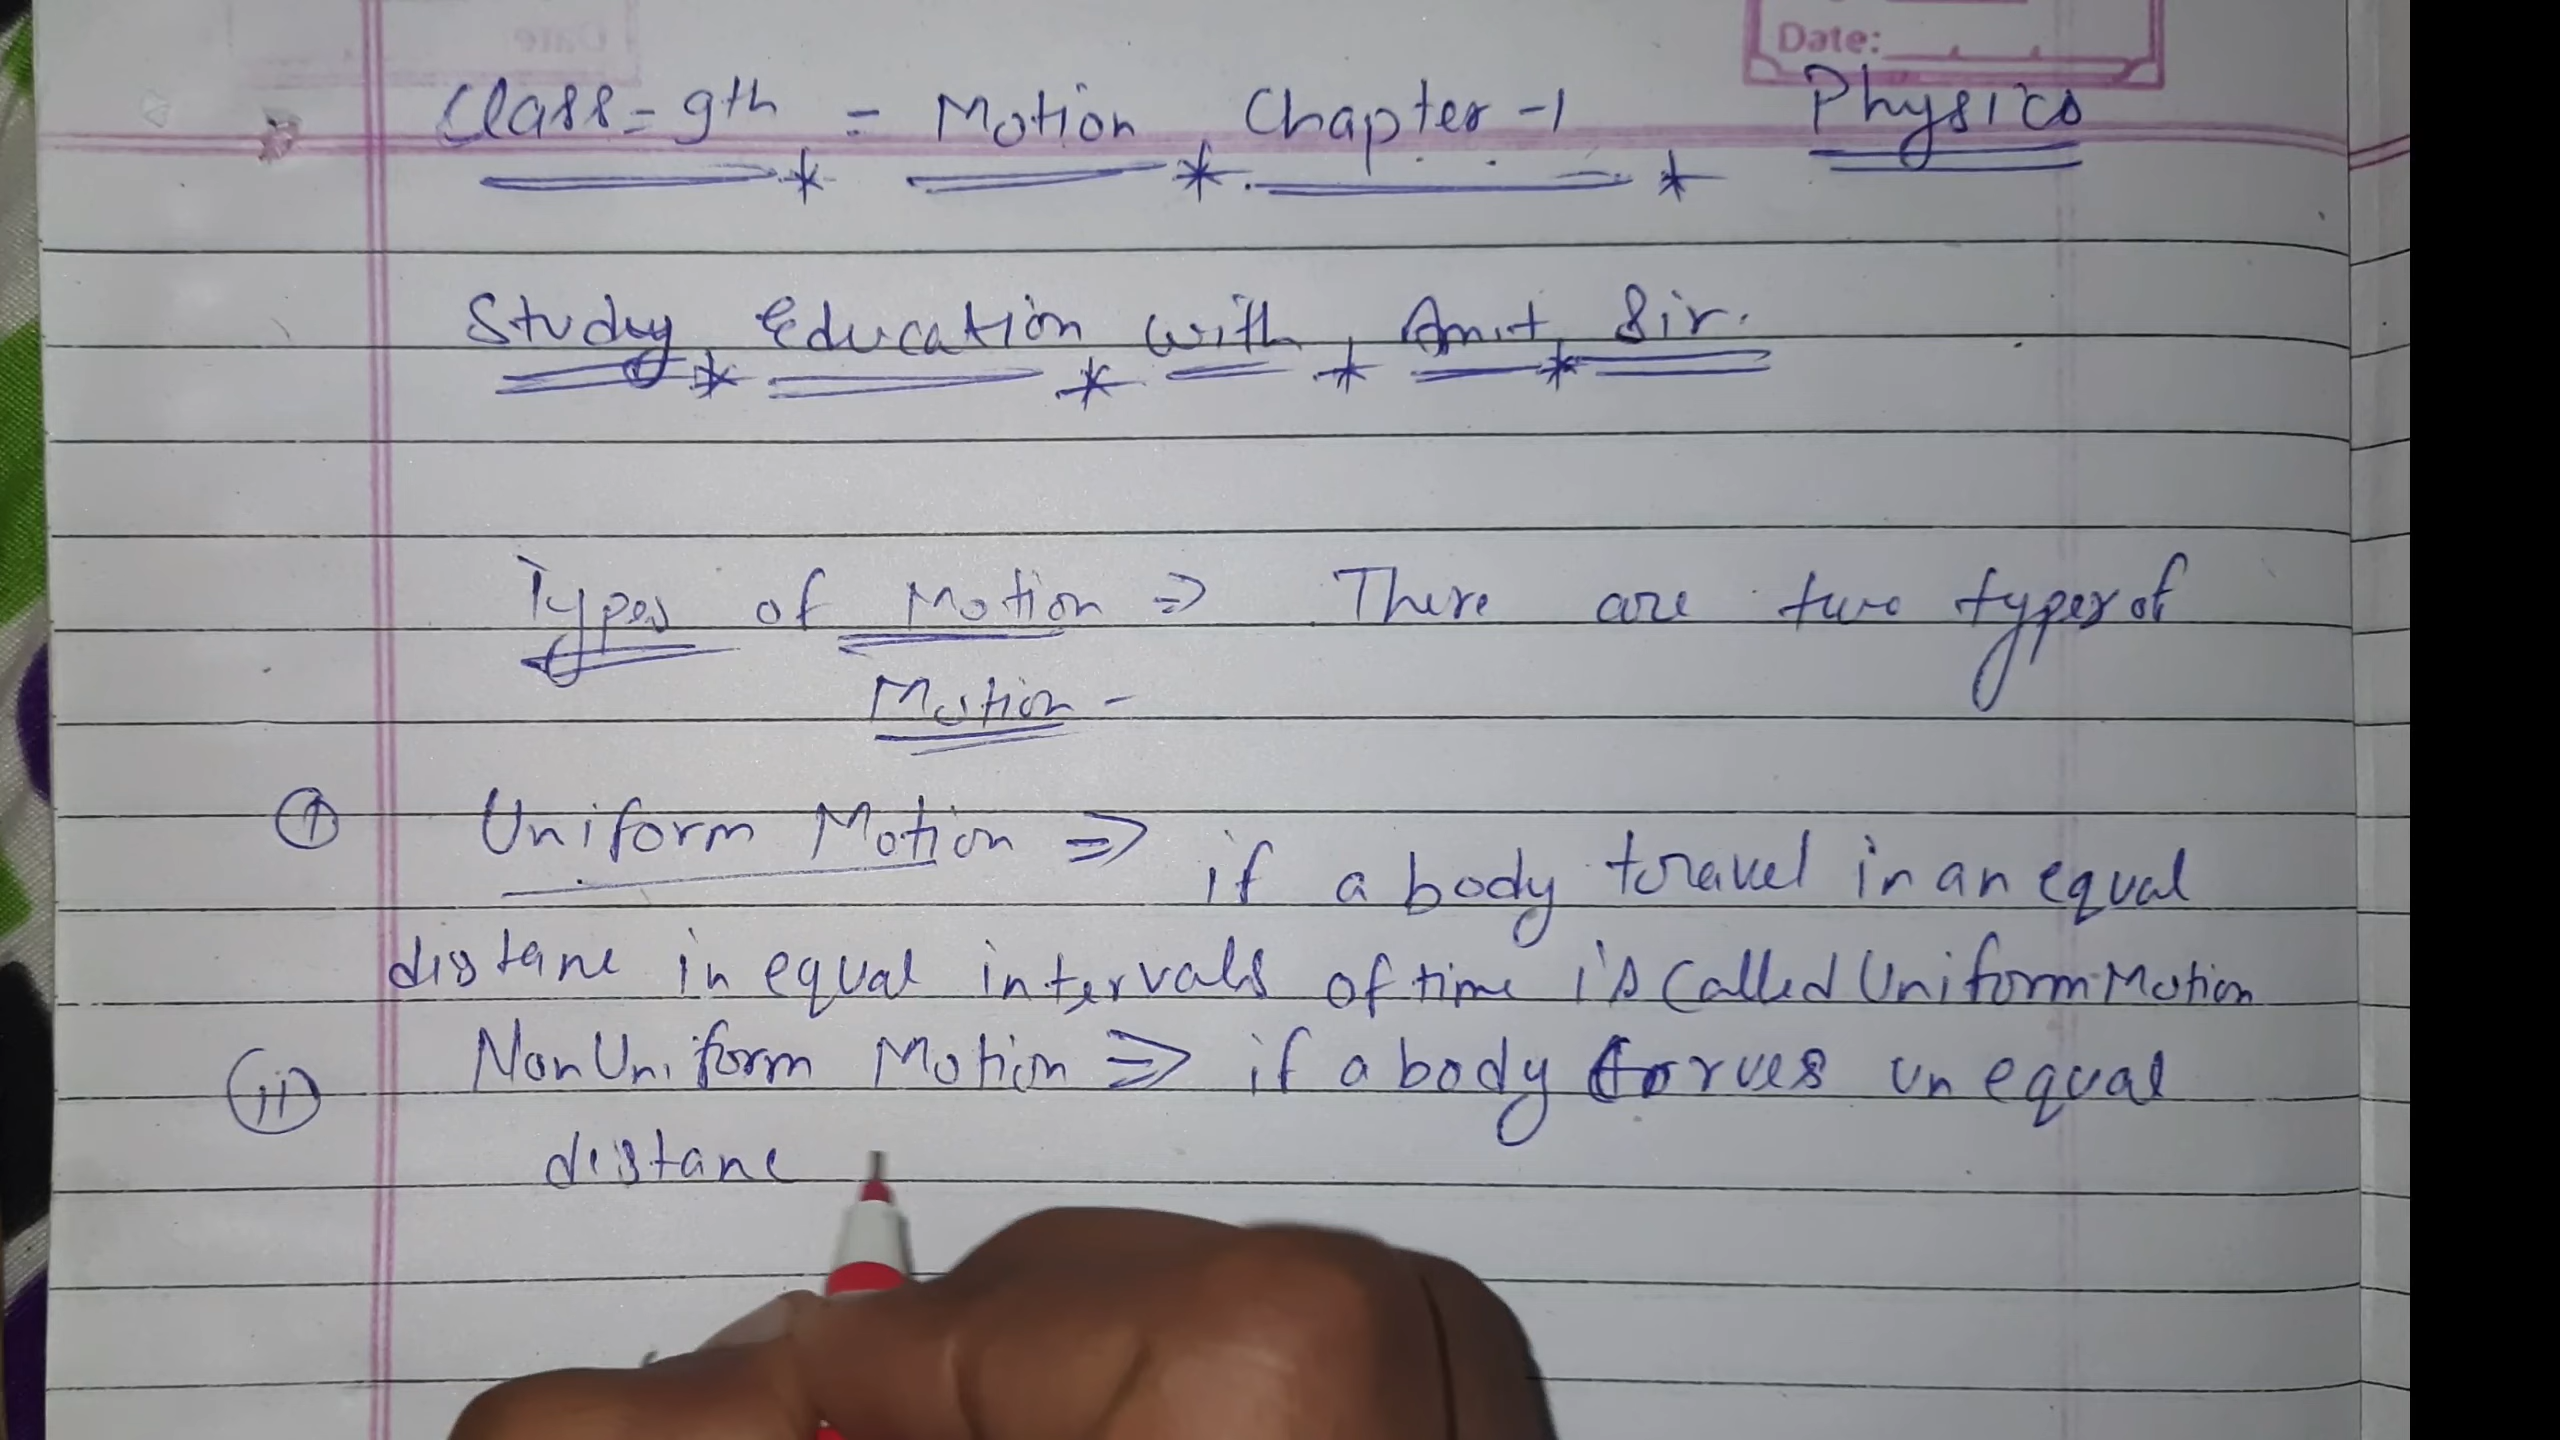 Date:
Class = 9th = Motion Chapter -1 Physics
Study Education with Amit Sir.
Types of Motion ⇒ There are two types of
Motion -
(i) Uniform Motion ⇒ if a body travel in an equal
distane in equal intervals of time is Called Uniform Motion
(ii) Non Uniform Motion ⇒ if a body un equal
distane